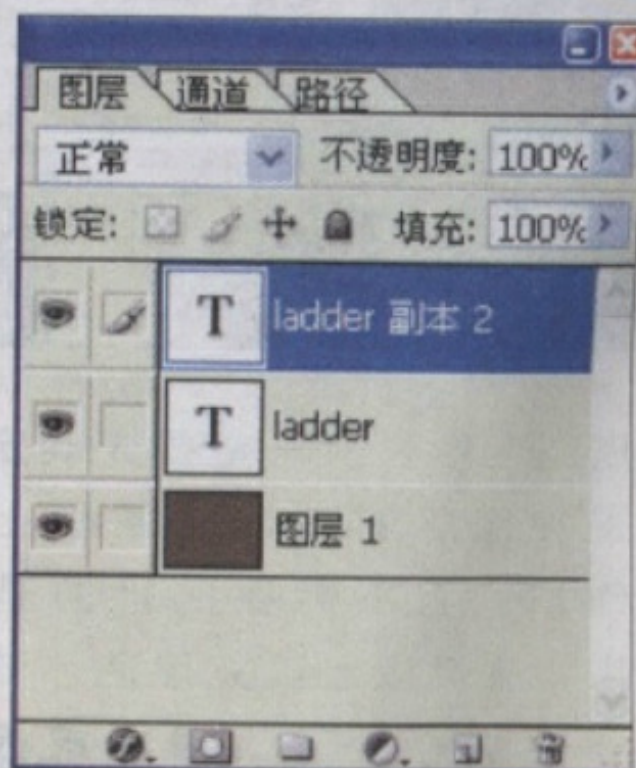 图层 通道 路径
正常 不透明度: 100%
锁定: 填充: 100%
T ladder 副本 2
T ladder
图层 1